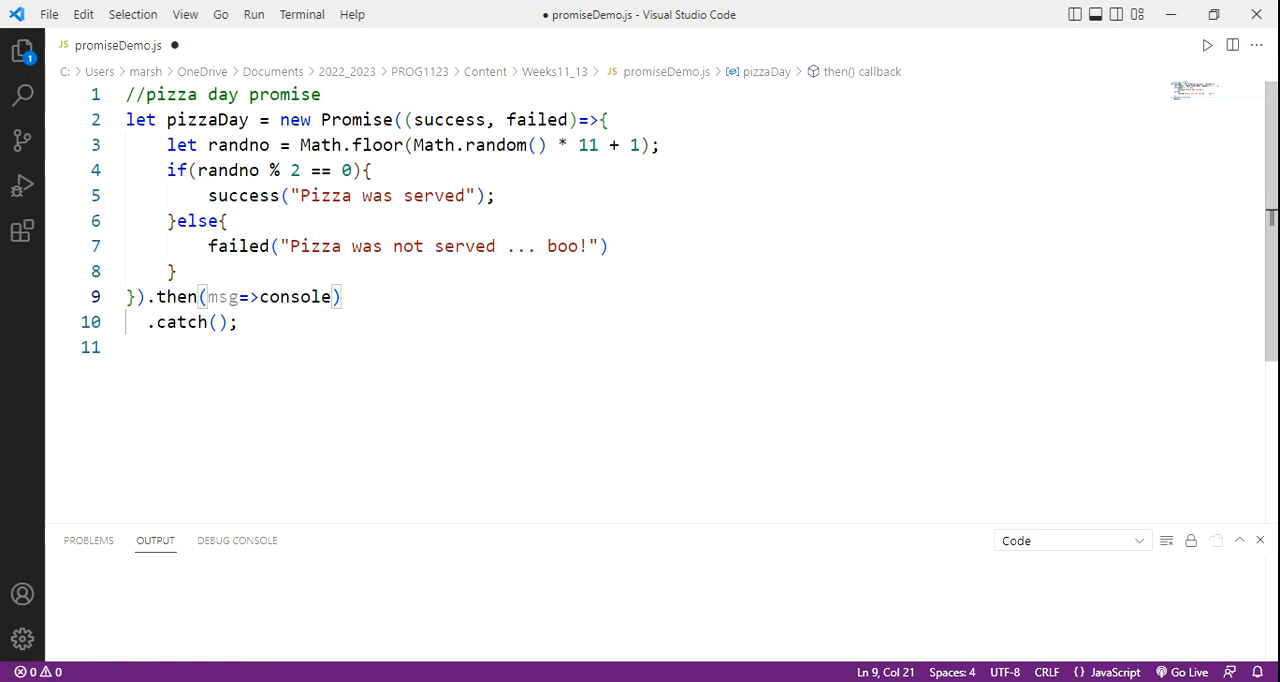 File Edit Selection View Go Run Terminal Help ● promiseDemo.js - Visual Studio Code
JS promiseDemo.js ●
C: > Users > marsh > OneDrive > Documents > 2022_2023 > PROG1123 > Content > Weeks11_13 > JS promiseDemo.js > pizzaDay > then() callback
1 //pizza day promise
2 let pizzaDay = new Promise((success, failed)=>{
3     let randno = Math.floor(Math.random() * 11 + 1);
4     if(randno % 2 == 0){
5         success("Pizza was served");
6     }else{
7         failed("Pizza was not served ... boo!")
8     }
9 }).then(msg=>console)
10   .catch();
11
1
PROBLEMS OUTPUT DEBUG CONSOLE Code
0 0 Ln 9, Col 21 Spaces: 4 UTF-8 CRLF {} JavaScript Go Live